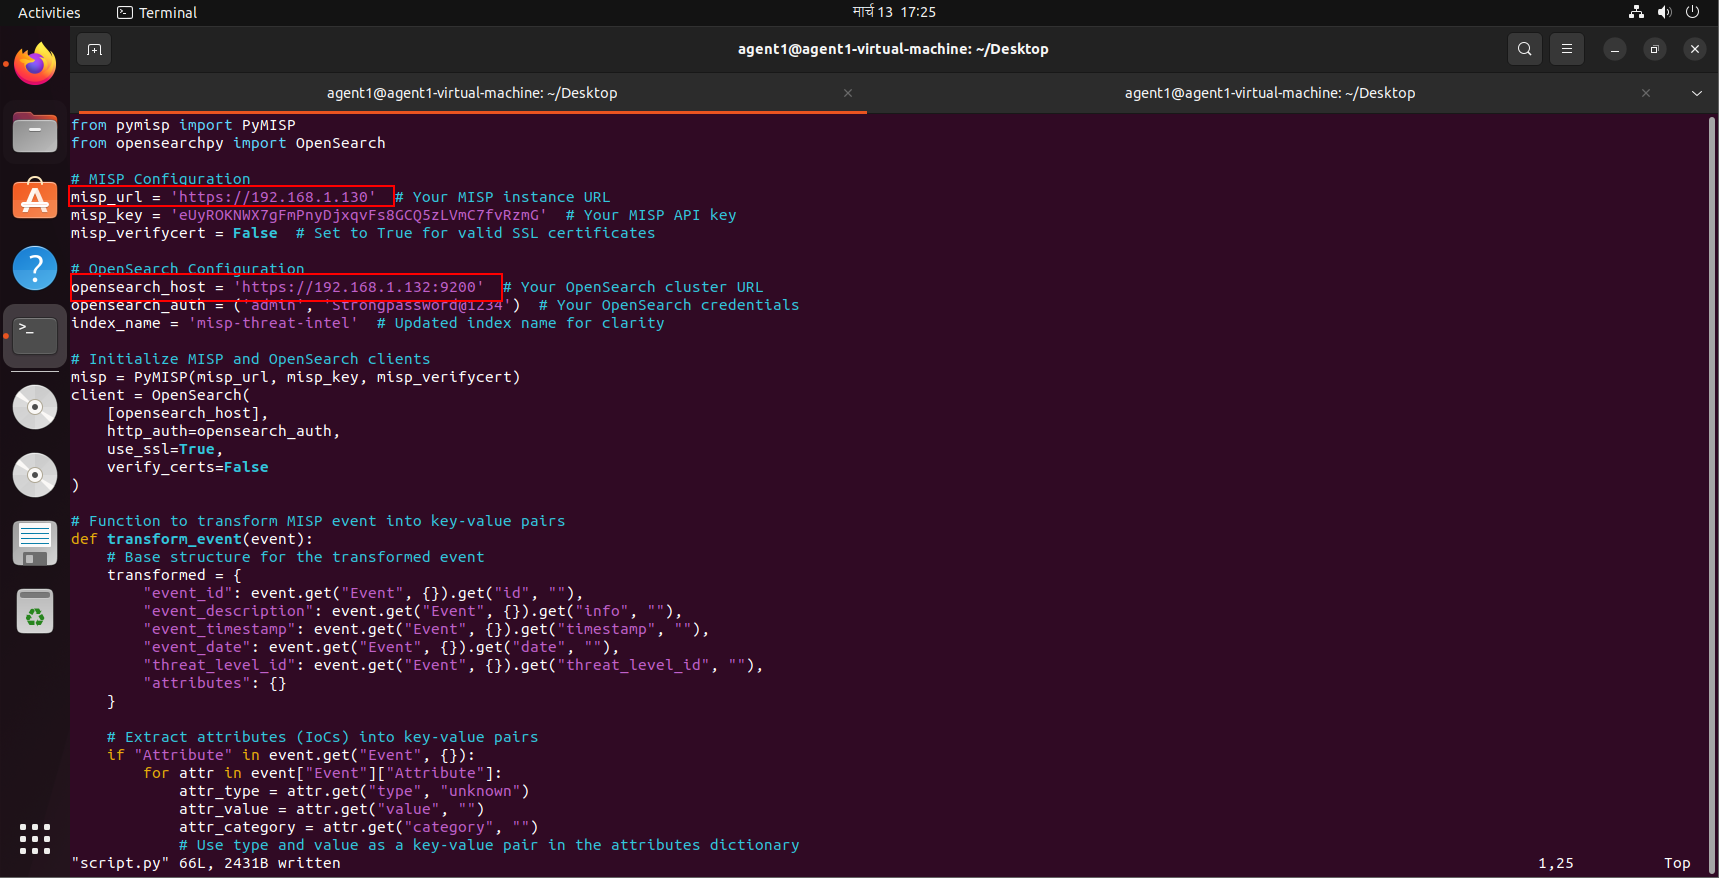 Activities
Terminal
मार्च 13 17:25
agent1@agent1-virtual-machine: ~/Desktop
agent1@agent1-virtual-machine: ~/Desktop
agent1@agent1-virtual-machine: ~/Desktop
from pymisp import PyMISP
from opensearchpy import OpenSearch
# MISP Configuration
misp_url = 'https://192.168.1.130'  # Your MISP instance URL
misp_key = 'eUyROKNWX7gFmPnyDjxqvFs8GCQ5zLVmC7fvRzmG'  # Your MISP API key
misp_verifycert = False  # Set to True for valid SSL certificates
# OpenSearch Configuration
opensearch_host = 'https://192.168.1.132:9200'  # Your OpenSearch cluster URL
opensearch_auth = ('admin', 'Strongpassword@1234')  # Your OpenSearch credentials
index_name = 'misp-threat-intel'  # Updated index name for clarity
# Initialize MISP and OpenSearch clients
misp = PyMISP(misp_url, misp_key, misp_verifycert)
client = OpenSearch(
    [opensearch_host],
    http_auth=opensearch_auth,
    use_ssl=True,
    verify_certs=False
)
# Function to transform MISP event into key-value pairs
def transform_event(event):
    # Base structure for the transformed event
    transformed = {
        "event_id": event.get("Event", {}).get("id", ""),
        "event_description": event.get("Event", {}).get("info", ""),
        "event_timestamp": event.get("Event", {}).get("timestamp", ""),
        "event_date": event.get("Event", {}).get("date", ""),
        "threat_level_id": event.get("Event", {}).get("threat_level_id", ""),
        "attributes": {}
    }
    # Extract attributes (IoCs) into key-value pairs
    if "Attribute" in event.get("Event", {}):
        for attr in event["Event"]["Attribute"]:
            attr_type = attr.get("type", "unknown")
            attr_value = attr.get("value", "")
            attr_category = attr.get("category", "")
            # Use type and value as a key-value pair in the attributes dictionary
"script.py" 66L, 2431B written
1,25
Top